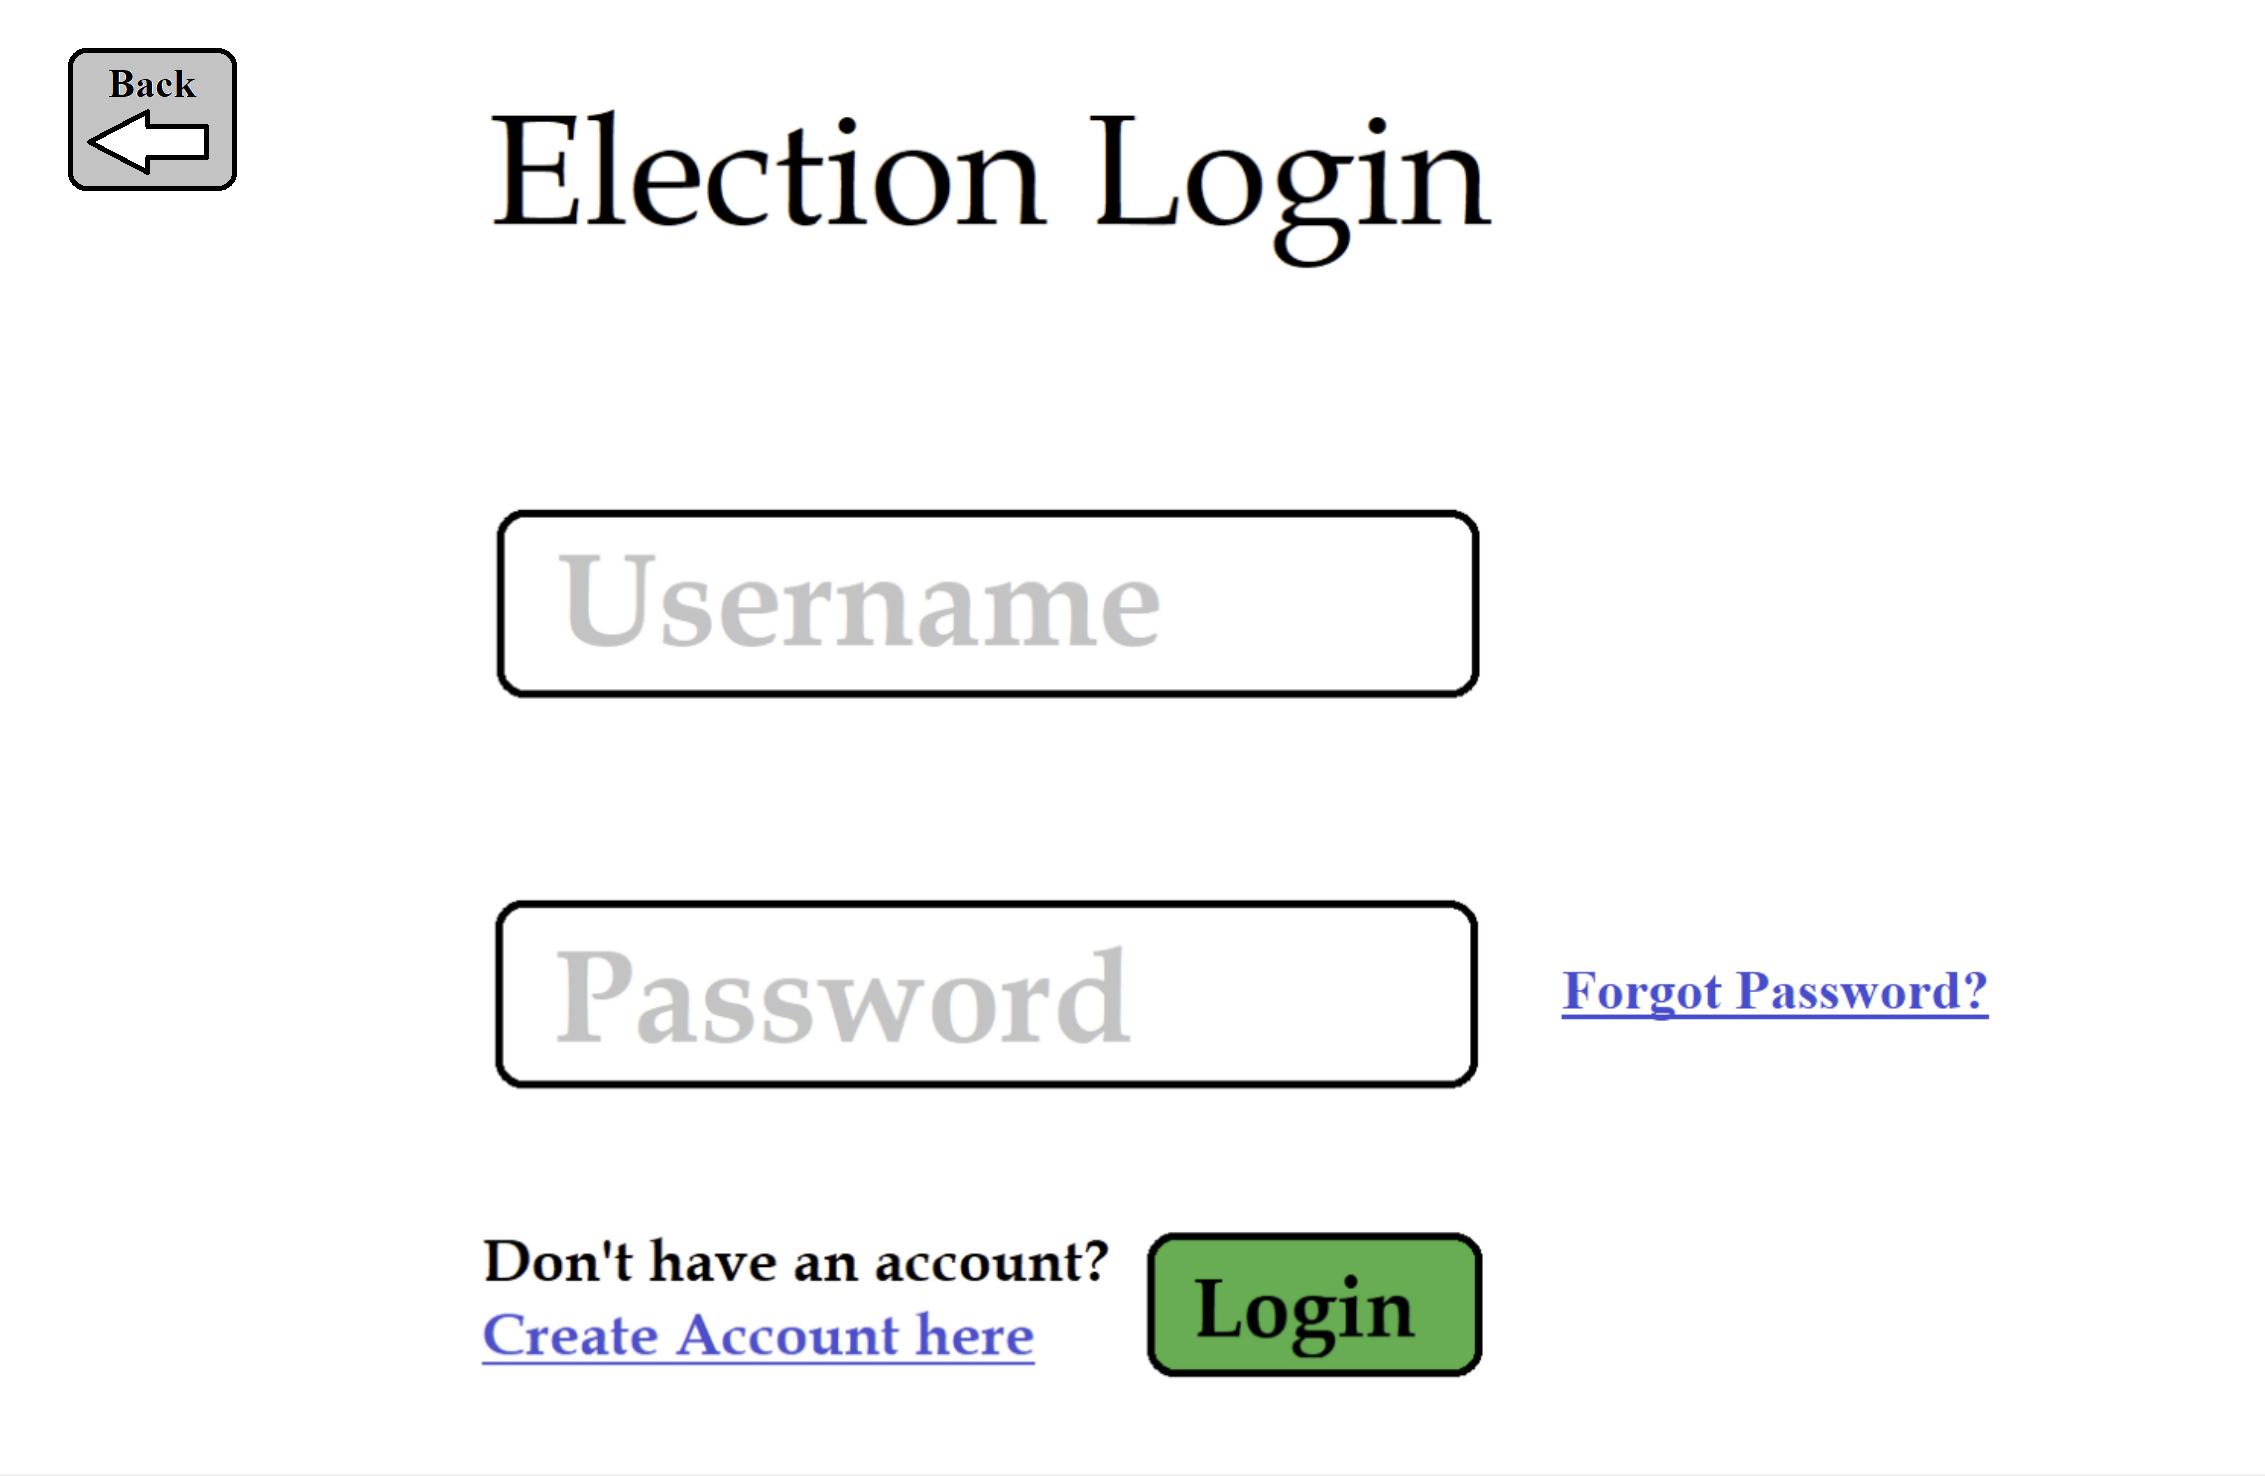 Back
Election Login
Username
Password
Forgot Password?
Don't have an account?
Create Account here
Login